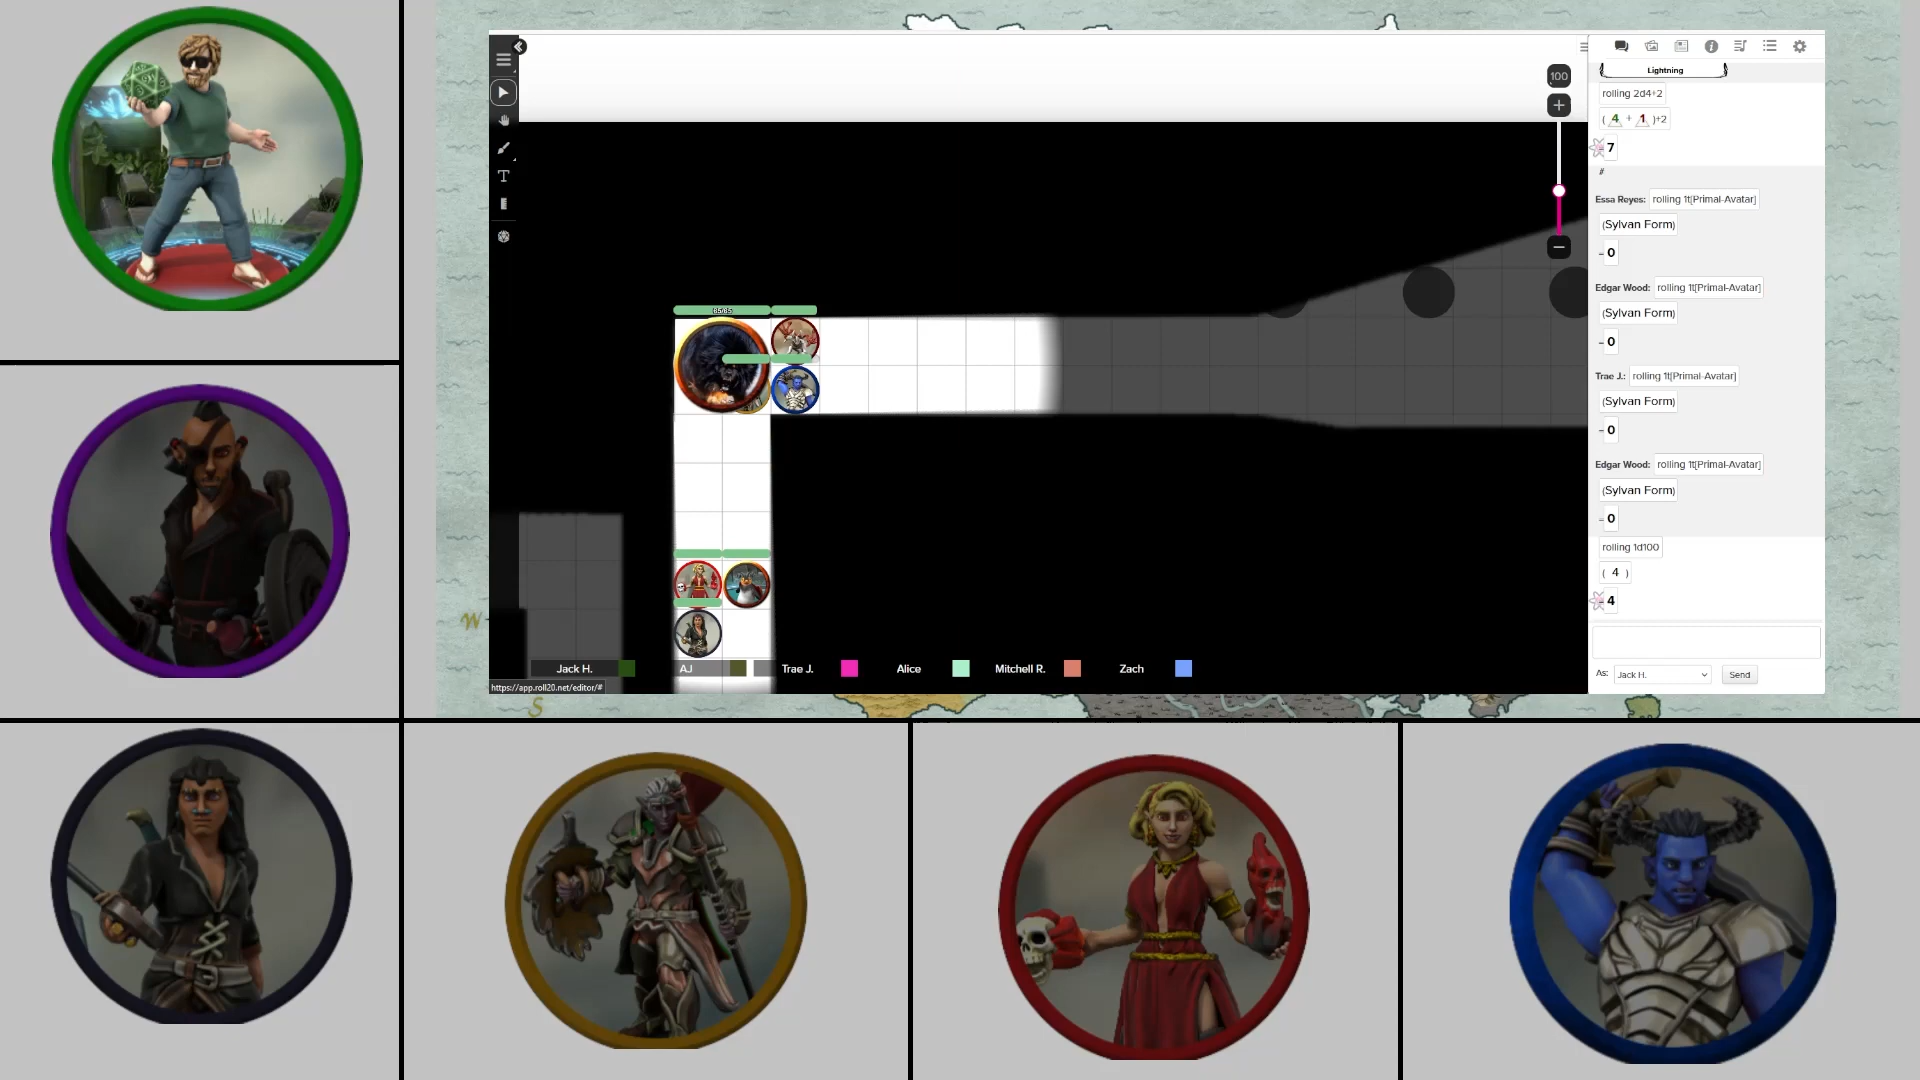 Lightning
100
rolling 2d4+2
( 4 + 1 )+2
= 7
#
Essa Reyes: rolling 1t[Primal-Avatar]
(Sylvan Form)
= 0
Edgar Wood: rolling 1t[Primal-Avatar]
(Sylvan Form)
= 0
85/85
Trae J.: rolling 1t[Primal-Avatar]
(Sylvan Form)
= 0
Edgar Wood: rolling 1t[Primal-Avatar]
(Sylvan Form)
= 0
rolling 1d100
( 4 )
= 4
W
Jack H. AJ Trae J. Alice Mitchell R. Zach
As: Jack H. Send
https://app.roll20.net/editor/#
S